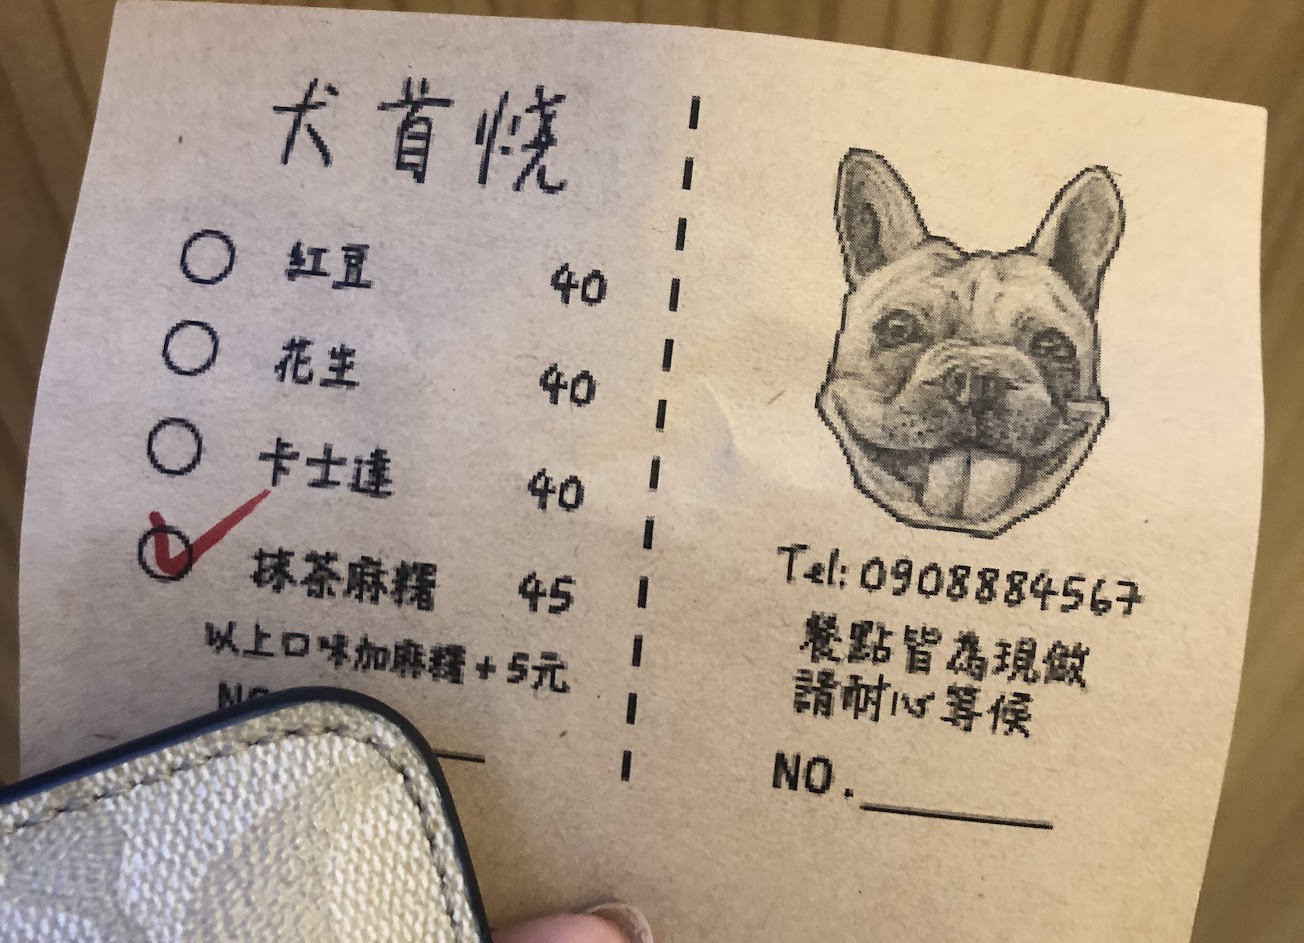 犬首燒
紅豆 40
花生 40
卡士達 40
抹茶麻糬 45
以上口味加麻糬+5元
NO
Tel: 0908884567
餐點皆為現做
請耐心等候
NO.